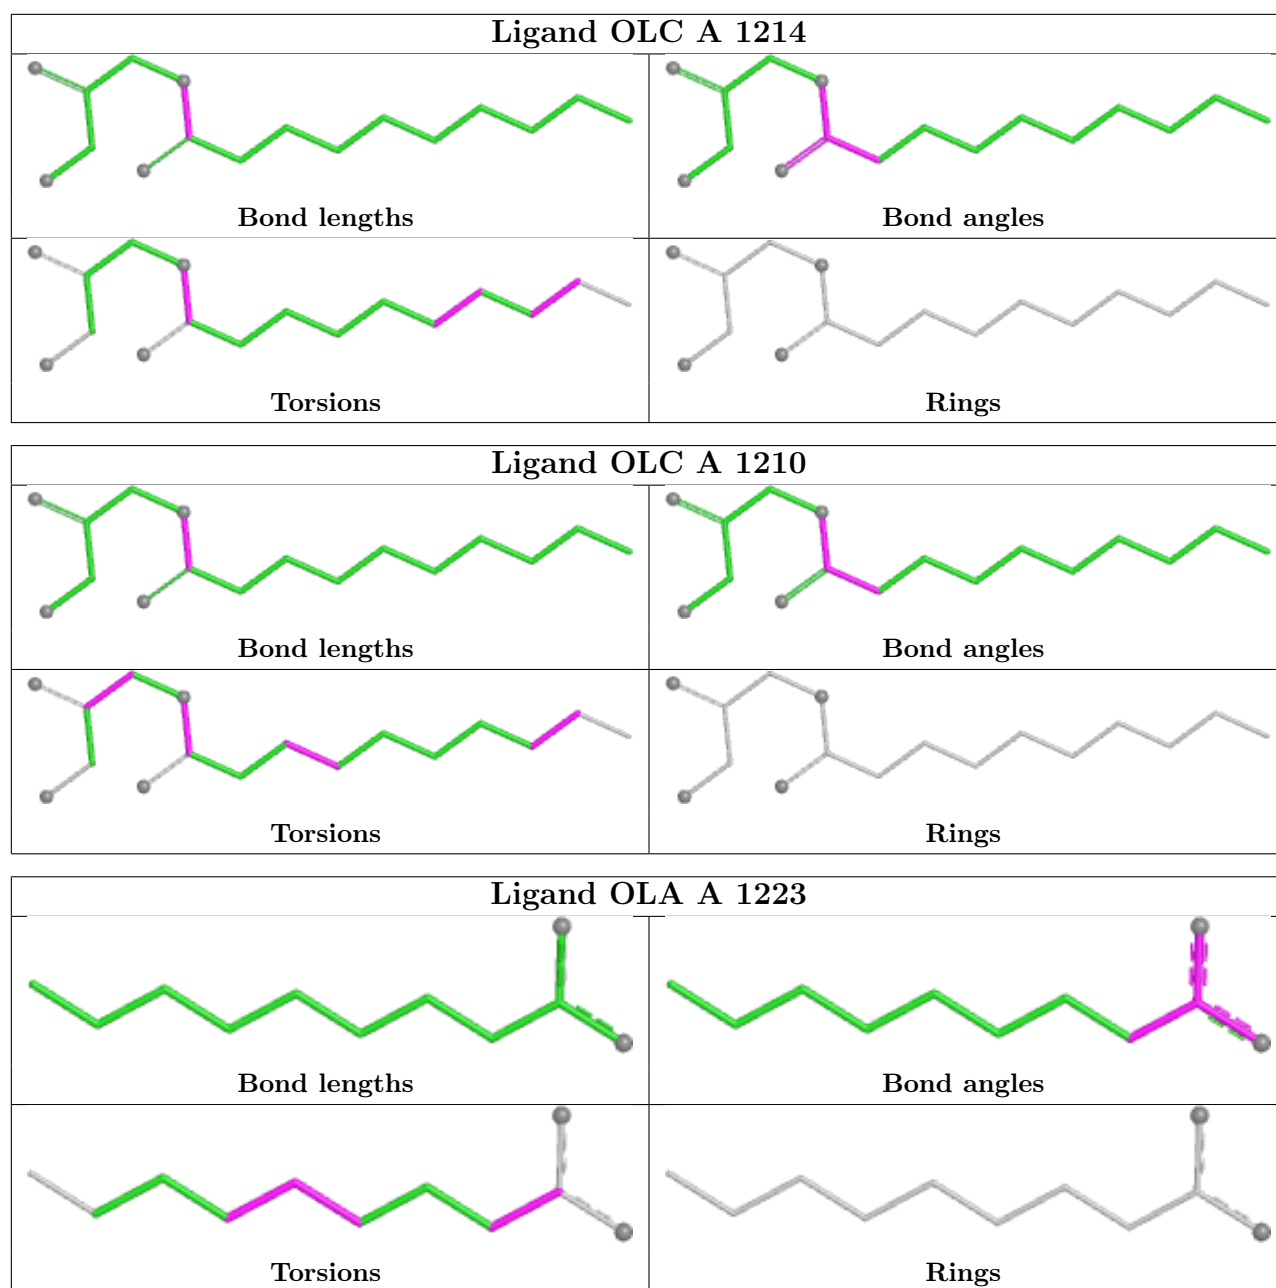 Ligand OLC A 1214
Bond lengths
Bond angles
Torsions
Rings
Ligand OLC A 1210
Bond lengths
Bond angles
Torsions
Rings
Ligand OLA A 1223
Bond lengths
Bond angles
Torsions
Rings